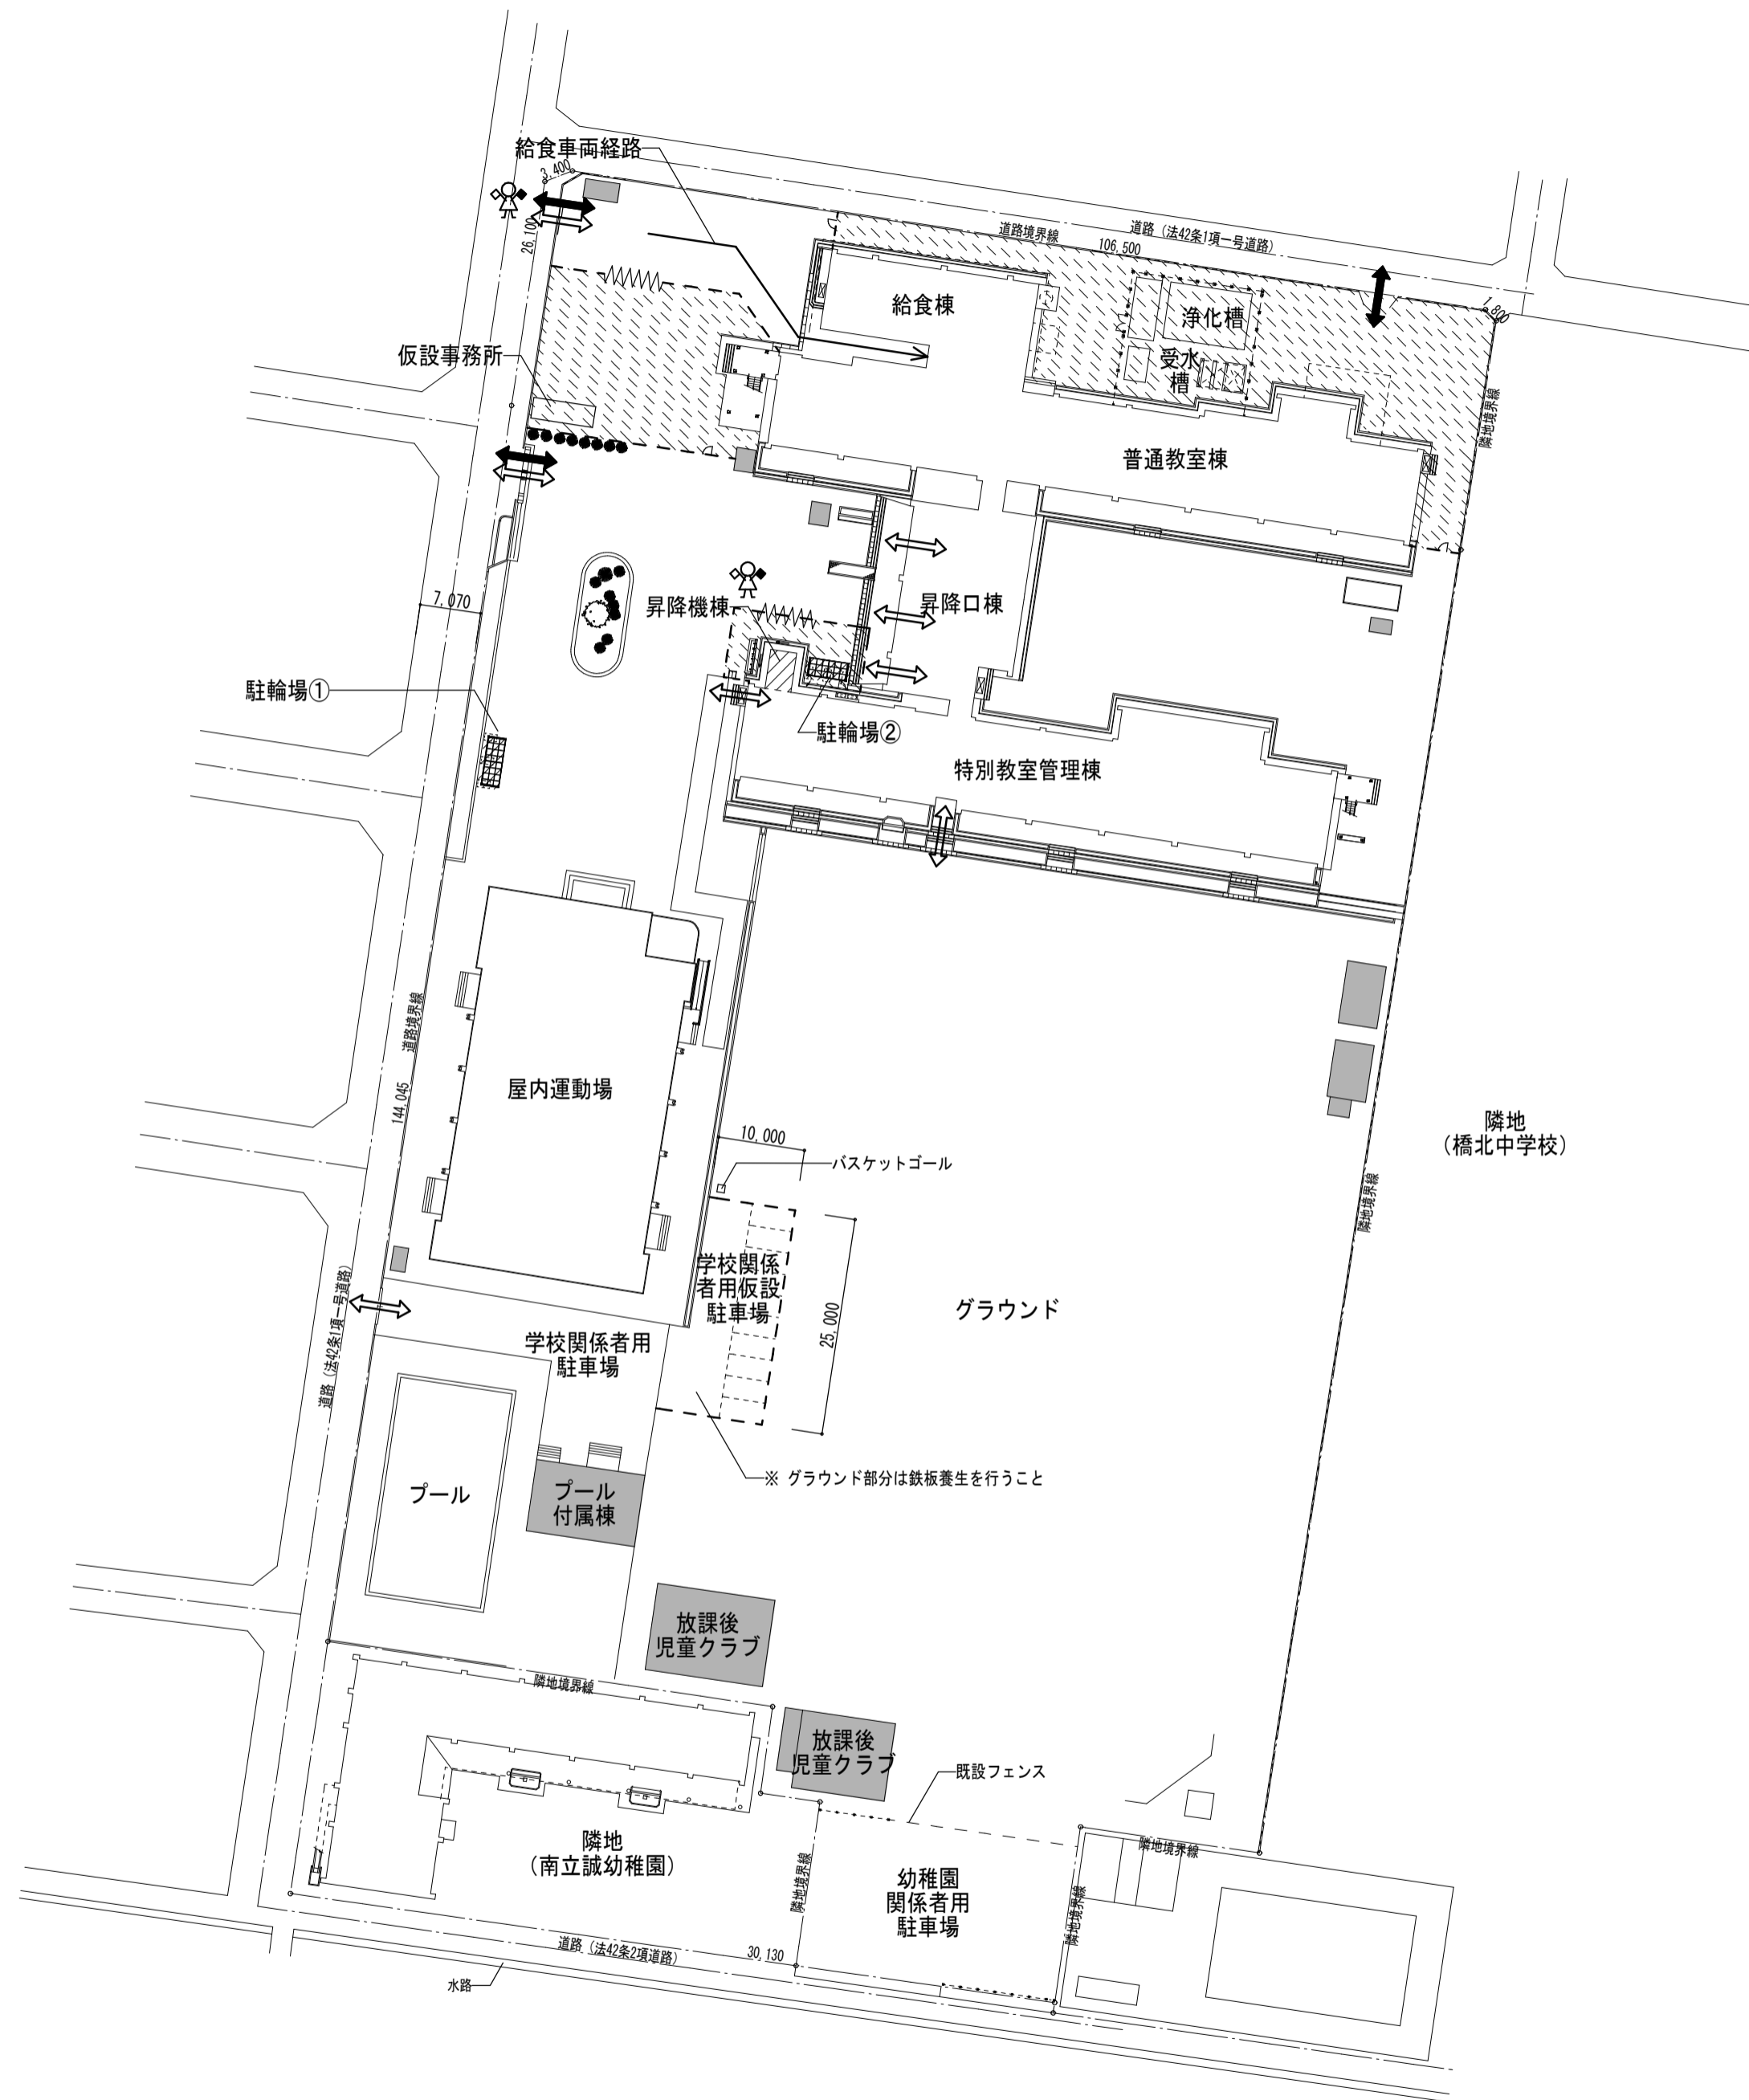 給食車両経路
3,400
26,100
道路境界線
道路（法42条1項一号道路）
106,500
1,800
給食棟
浄化槽
受水
槽
仮設事務所
隣地境界線
普通教室棟
7,070
昇降機棟
昇降口棟
駐輪場①
駐輪場②
特別教室管理棟
道路境界線
144,045
屋内運動場
隣地
（橋北中学校）
10,000
バスケットゴール
隣地境界線
学校関係
者用仮設
駐車場
25,000
グラウンド
道路（法42条1項一号道路）
学校関係者用
駐車場
※ グラウンド部分は鉄板養生を行うこと
プール
プール
付属棟
放課後
児童クラブ
隣地境界線
放課後
児童クラブ
既設フェンス
隣地
（南立誠幼稚園）
隣地境界線
幼稚園
関係者用
駐車場
隣地境界線
隣地境界線
道路（法42条2項道路）
30,130
水路